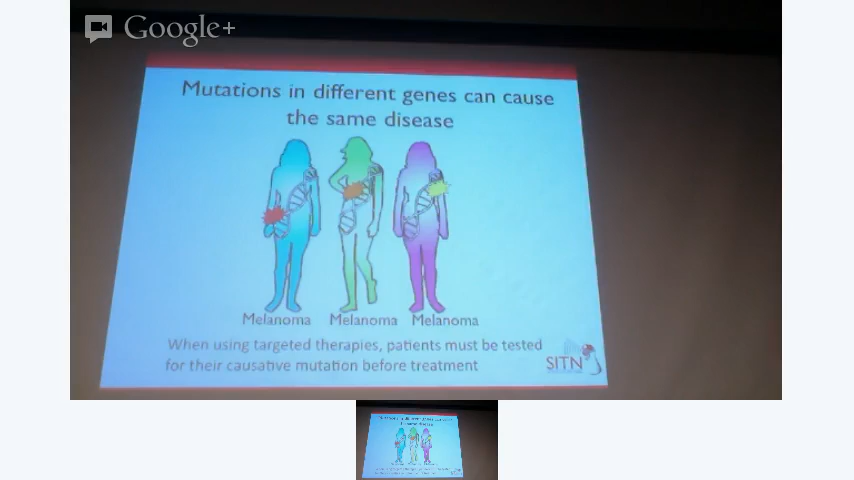 Google+
Mutations in different genes can cause
the same disease
Melanoma Melanoma Melanoma
When using targeted therapies, patients must be tested
for their causative mutation before treatment
SITN